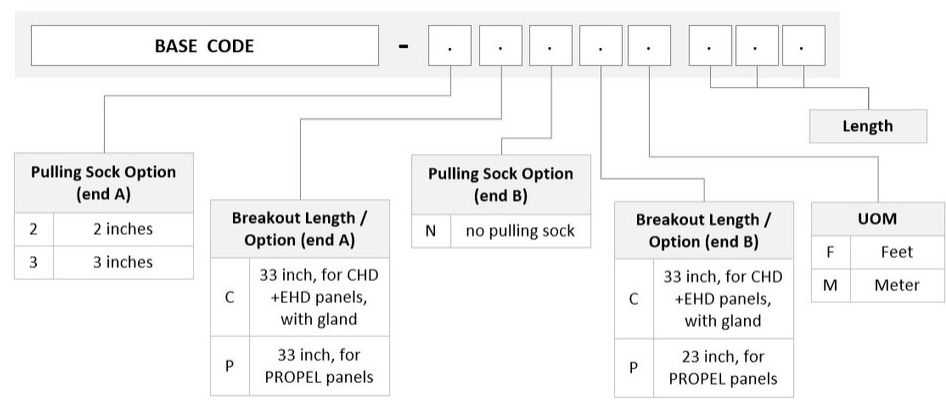 BASE CODE - . . . . . . . .
Length
Pulling Sock Option
(end A)
2 2 inches
3 3 inches
Breakout Length /
Option (end A)
C 33 inch, for CHD
+EHD panels,
with gland
P 33 inch, for
PROPEL panels
Pulling Sock Option
(end B)
N no pulling sock
Breakout Length /
Option (end B)
C 33 inch, for CHD
+EHD panels,
with gland
P 23 inch, for
PROPEL panels
UOM
F Feet
M Meter